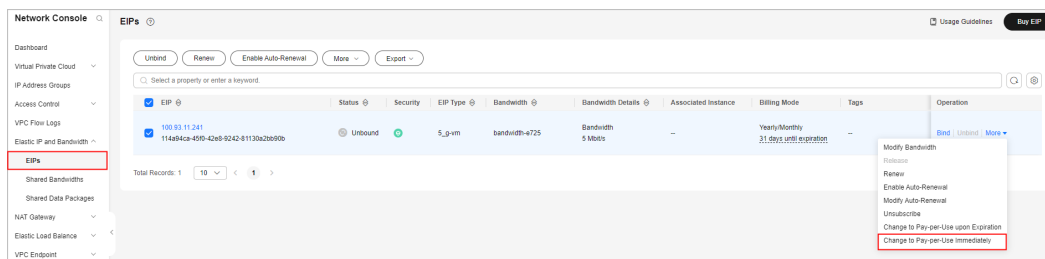 Network Console
EIPs
Usage Guidelines
Buy EIP
Dashboard
Virtual Private Cloud
IP Address Groups
Access Control
VPC Flow Logs
Elastic IP and Bandwidth
EIPs
Shared Bandwidths
Shared Data Packages
NAT Gateway
Elastic Load Balance
VPC Endpoint
Unbind
Renew
Enable Auto-Renewal
More
Export
Select a property or enter a keyword.
EIP
Status
Security
EIP Type
Bandwidth
Bandwidth Details
Associated Instance
Billing Mode
Tags
Operation
100.93.11.241
114a94ca-45f0-42e8-9242-81130a2bb90b
Unbound
5_g-vm
bandwidth-e725
Bandwidth
5 Mbit/s
--
Yearly/Monthly
31 days until expiration
--
Bind
Unbind
More
Total Records: 1
10
1
Modify Bandwidth
Release
Renew
Enable Auto-Renewal
Modify Auto-Renewal
Unsubscribe
Change to Pay-per-Use upon Expiration
Change to Pay-per-Use Immediately